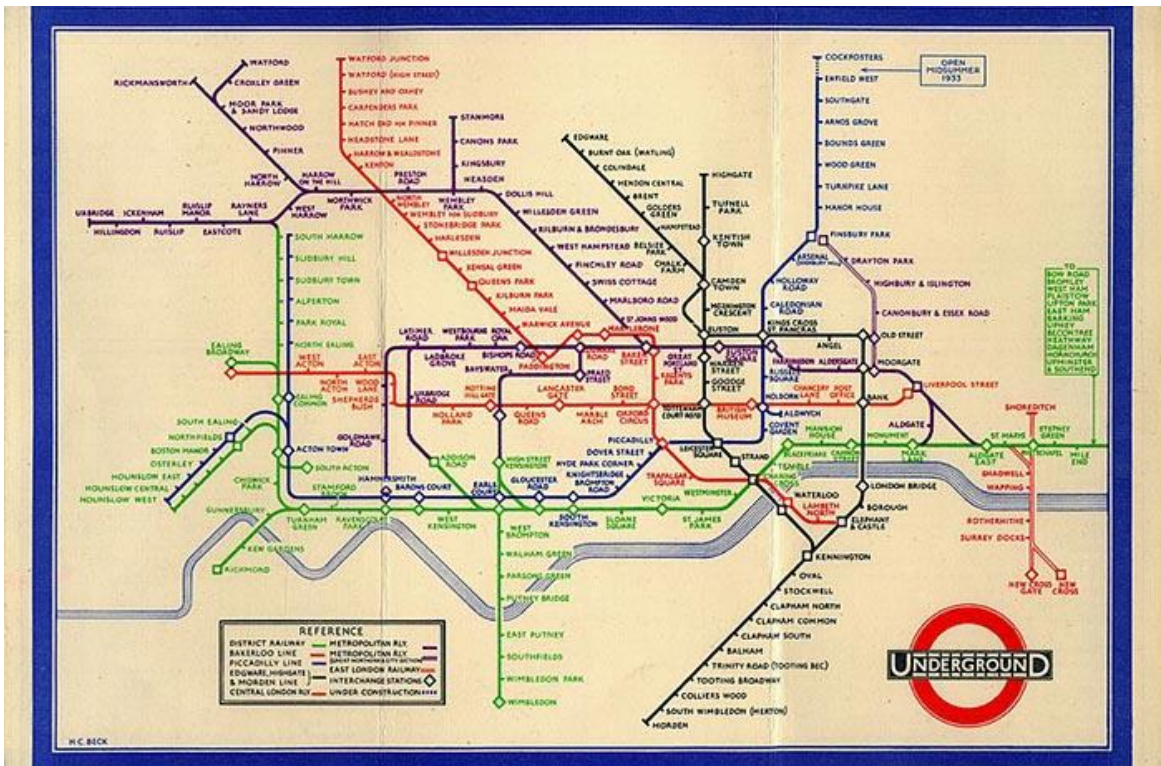 WATFORD
CROXLEY GREEN
RICKMANSWORTH
MOOR PARK
& SANDY LODGE
NORTHWOOD
PINNER
NORTH
HARROW
HARROW
ON THE HILL
NORTHWICK
PARK
PRESTON
ROAD
WEMBLEY
PARK
WEST
HARROW
RAYNERS
LANE
EASTCOTE
RUISLIP
MANOR
RUISLIP
ICKENHAM
HILLINGDON
UXBRIDGE
WATFORD JUNCTION
WATFORD (HIGH STREET)
BUSHEY AND OXHEY
CARPENDERS PARK
HATCH END FOR PINNER
HEADSTONE LANE
HARROW & WEALDSTONE
KENTON
NORTH
WEMBLEY
WEMBLEY FOR SUDBURY
STONEBRIDGE PARK
HARLESDEN
WILLESDEN JUNCTION
KENSAL GREEN
QUEENS PARK
KILBURN PARK
MAIDA VALE
WARWICK AVENUE
PADDINGTON
STANMORE
CANONS PARK
KINGSBURY
NEASDEN
DOLLIS HILL
WILLESDEN GREEN
KILBURN & BRONDESBURY
WEST HAMPSTEAD
FINCHLEY ROAD
SWISS COTTAGE
MARLBORO ROAD
ST JOHNS WOOD
MARYLEBONE
BAKER
STREET
EDGWARE
BURNT OAK (WATLING)
COLINDALE
HENDON CENTRAL
BRENT
GOLDERS
GREEN
HAMPSTEAD
BELSIZE
PARK
CHALK
FARM
CAMDEN
TOWN
HIGHGATE
TUFNELL
PARK
KENTISH
TOWN
MORNINGTON
CRESCENT
EUSTON
COCKFOSTERS
OPEN
MIDSUMMER
1933
ENFIELD WEST
SOUTHGATE
ARNOS GROVE
BOUNDS GREEN
WOOD GREEN
TURNPIKE LANE
MANOR HOUSE
FINSBURY PARK
ARSENAL
(HIGHBURY HILL)
DRAYTON PARK
HOLLOWAY
ROAD
HIGHBURY & ISLINGTON
CALEDONIAN
ROAD
CANONBURY & ESSEX ROAD
KINGS CROSS
ST. PANCRAS
ANGEL
OLD STREET
MOORGATE
TO
BOW ROAD
BROMLEY
WEST HAM
PLAISTOW
UPTON PARK
EAST HAM
BARKING
UPNEY
BECONTREE
HEATHWAY
DAGENHAM
HORNCHURCH
UPMINSTER
& SOUTHEND
SOUTH HARROW
SUDBURY HILL
SUDBURY TOWN
ALPERTON
PARK ROYAL
NORTH EALING
EALING
COMMON
EALING
BROADWAY
WEST
ACTON
NORTH
ACTON
EAST
ACTON
WOOD
LANE
SHEPHERDS
BUSH
LATIMER
ROAD
LADBROKE
GROVE
WESTBOURNE
PARK
ROYAL
OAK
BISHOPS ROAD
EDGWARE
ROAD
GREAT
PORTLAND
ST.
EUSTON
SQUARE
FARRINGDON
ALDERSGATE
LIVERPOOL STREET
BAYSWATER
PRAED
STREET
UXBRIDGE
ROAD
HOLLAND
PARK
NOTTING
HILL GATE
QUEENS
ROAD
LANCASTER
GATE
MARBLE
ARCH
BOND
STREET
OXFORD
CIRCUS
REGENTS
PARK
WARREN
STREET
GOODGE
STREET
TOTTENHAM
COURT ROAD
RUSSELL
SQUARE
BRITISH
MUSEUM
HOLBORN
CHANCERY
LANE
POST
OFFICE
BANK
ALDWYCH
COVENT
GARDEN
GOLDHAWK
ROAD
ADDISON
ROAD
HIGH STREET
KENSINGTON
HAMMERSMITH
BARONS COURT
EARLS
COURT
GLOUCESTER
ROAD
SOUTH
KENSINGTON
BROMPTON
ROAD
KNIGHTSBRIDGE
HYDE PARK CORNER
DOVER STREET
PICCADILLY
LEICESTER
SQUARE
STRAND
TRAFALGAR
SQUARE
CHARING
CROSS
TEMPLE
BLACKFRIARS
MANSION
HOUSE
CANNON
STREET
MONUMENT
MARK
LANE
ALDGATE
ALDGATE
EAST
ST MARYS
STEPNEY
GREEN
MILE
END
SHOREDITCH
SHADWELL
WAPPING
ROTHERHITHE
SURREY DOCKS
NEW CROSS
GATE
NEW
CROSS
SOUTH EALING
NORTHFIELDS
BOSTON MANOR
OSTERLEY
HOUNSLOW EAST
HOUNSLOW CENTRAL
HOUNSLOW WEST
ACTON TOWN
SOUTH ACTON
CHISWICK
PARK
STAMFORD
BROOK
GUNNERSBURY
TURNHAM
GREEN
RAVENSCOURT
PARK
WEST
KENSINGTON
KEW GARDENS
RICHMOND
SLOANE
SQUARE
VICTORIA
ST. JAMES
PARK
WESTMINSTER
WATERLOO
LAMBETH
NORTH
LONDON BRIDGE
BOROUGH
ELEPHANT
& CASTLE
KENNINGTON
OVAL
STOCKWELL
CLAPHAM NORTH
CLAPHAM COMMON
CLAPHAM SOUTH
BALHAM
TRINITY ROAD (TOOTING BEC)
TOOTING BROADWAY
COLLIERS WOOD
SOUTH WIMBLEDON (MERTON)
MORDEN
WEST
BROMPTON
WALHAM GREEN
PARSONS GREEN
PUTNEY BRIDGE
EAST PUTNEY
SOUTHFIELDS
WIMBLEDON PARK
WIMBLEDON
REFERENCE
DISTRICT RAILWAY
BAKERLOO LINE
PICCADILLY LINE
EDGWARE, HIGHGATE
& MORDEN LINE
CENTRAL LONDON RLY
METROPOLITAN RLY.
METROPOLITAN RLY.
(GREAT NORTHERN & CITY SECTION)
EAST LONDON RAILWAY
INTERCHANGE STATIONS
UNDER CONSTRUCTION
UNDERGROUND
H.C. BECK